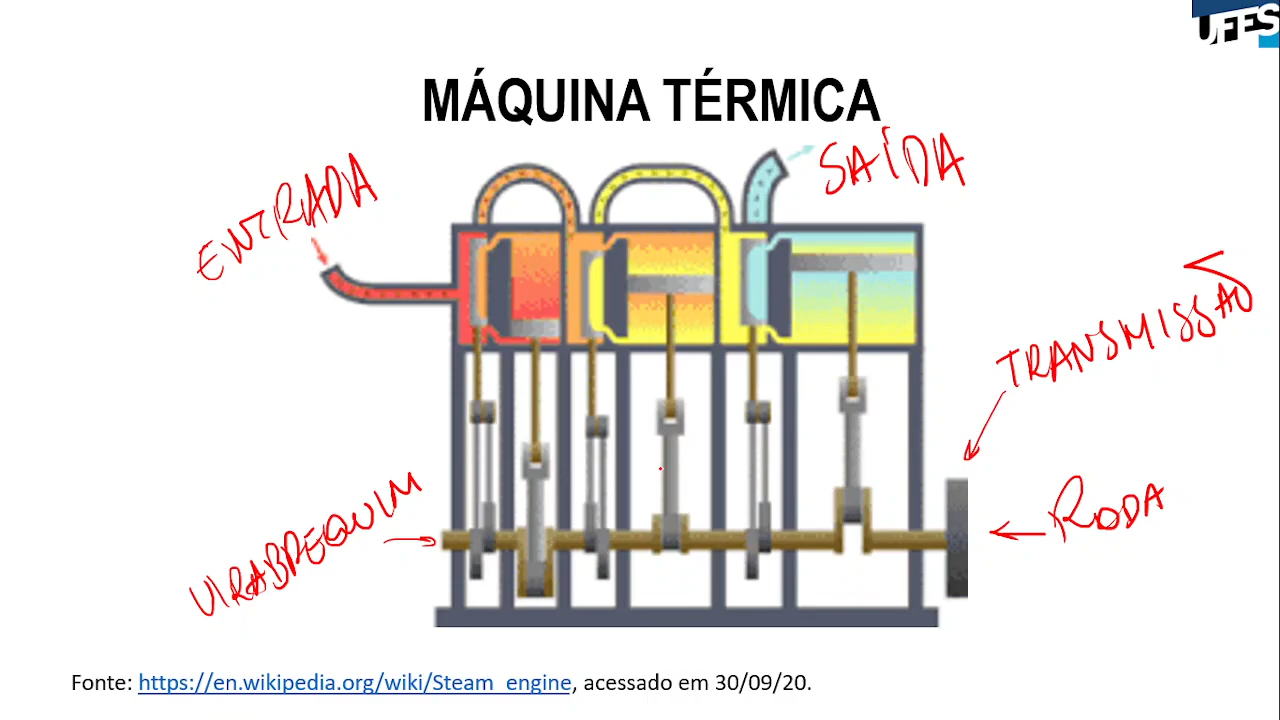 UFES
MÁQUINA TÉRMICA
ENTRADA
SAÍDA
TRANSMISSÃO
VIRABREQUIM
RODA
Fonte: https://en.wikipedia.org/wiki/Steam_engine, acessado em 30/09/20.